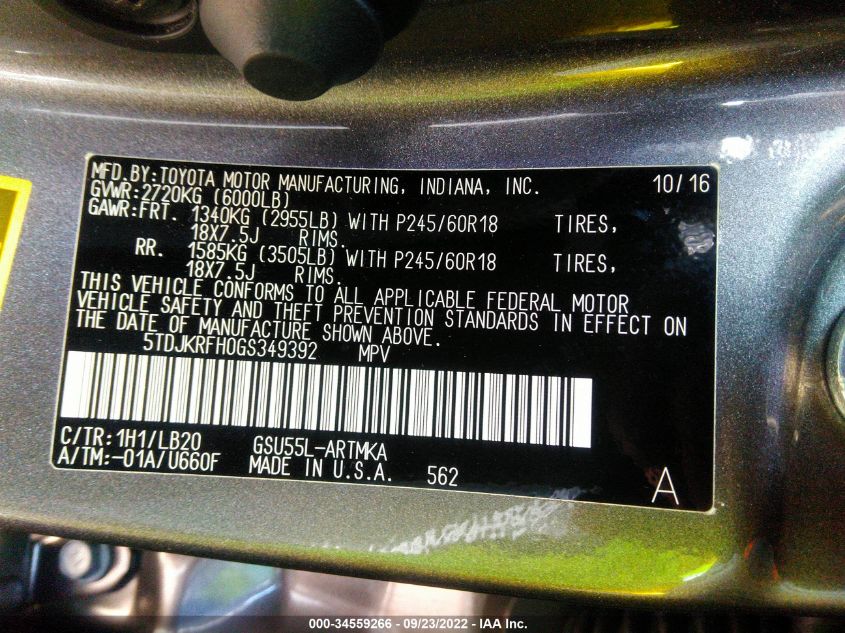 MFD.BY:TOYOTA MOTOR MANUFACTURING, INDIANA, INC. 10/16
GVWR:2720KG (6000LB)
GAWR:FRT. 1340KG (2955LB) WITH P245/60R18 TIRES,
18X7.5J RIMS.
RR. 1585KG (3505LB) WITH P245/60R18 TIRES,
18X7.5J RIMS.
THIS VEHICLE CONFORMS TO ALL APPLICABLE FEDERAL MOTOR
VEHICLE SAFETY AND THEFT PREVENTION STANDARDS IN EFFECT ON
THE DATE OF MANUFACTURE SHOWN ABOVE.
5TDJKRFH0GS349392 MPV
C/TR:1H1/LB20 GSU55L-ARTMKA
A/TM:-01A/U660F MADE IN U.S.A. 562 A
000-34559266 - 09/23/2022 - IAA Inc.